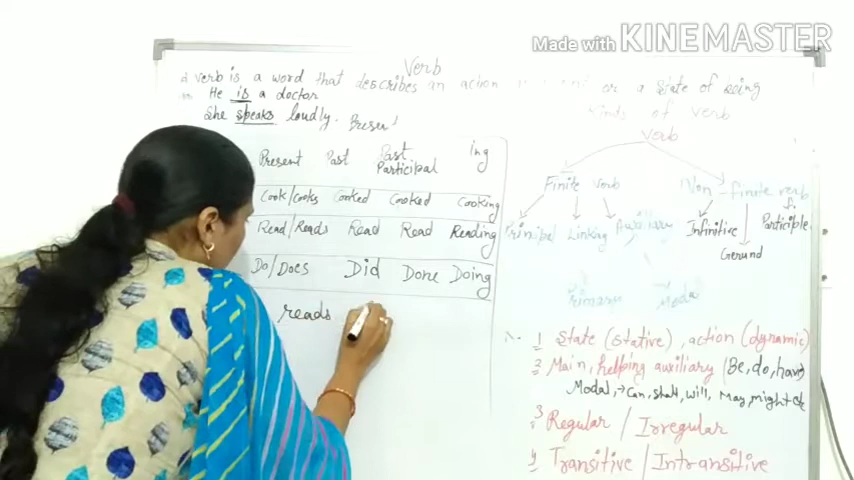 Made with KINEMASTER
Verb
A verb is a word that describes an action or a state of being
He is a doctor
She speaks loudly. Present
Kinds of verb
Verb
Present Past Past Participal ing
Cook/Cooks Cooked Cooked Cooking
Read/Reads Read Read Reading
Do/Does Did Done Doing
reads
Finite verb Non-finite verb
Principal Linking Auxillary Infinitive Gerund Participle
Primary Modal
1 State (stative), action (dynamic)
2 Main, helping auxiliary (Be, do, have)
Modal, → Can, shall, will, May, might etc
3 Regular / Irregular
4 Transitive / Intransitive